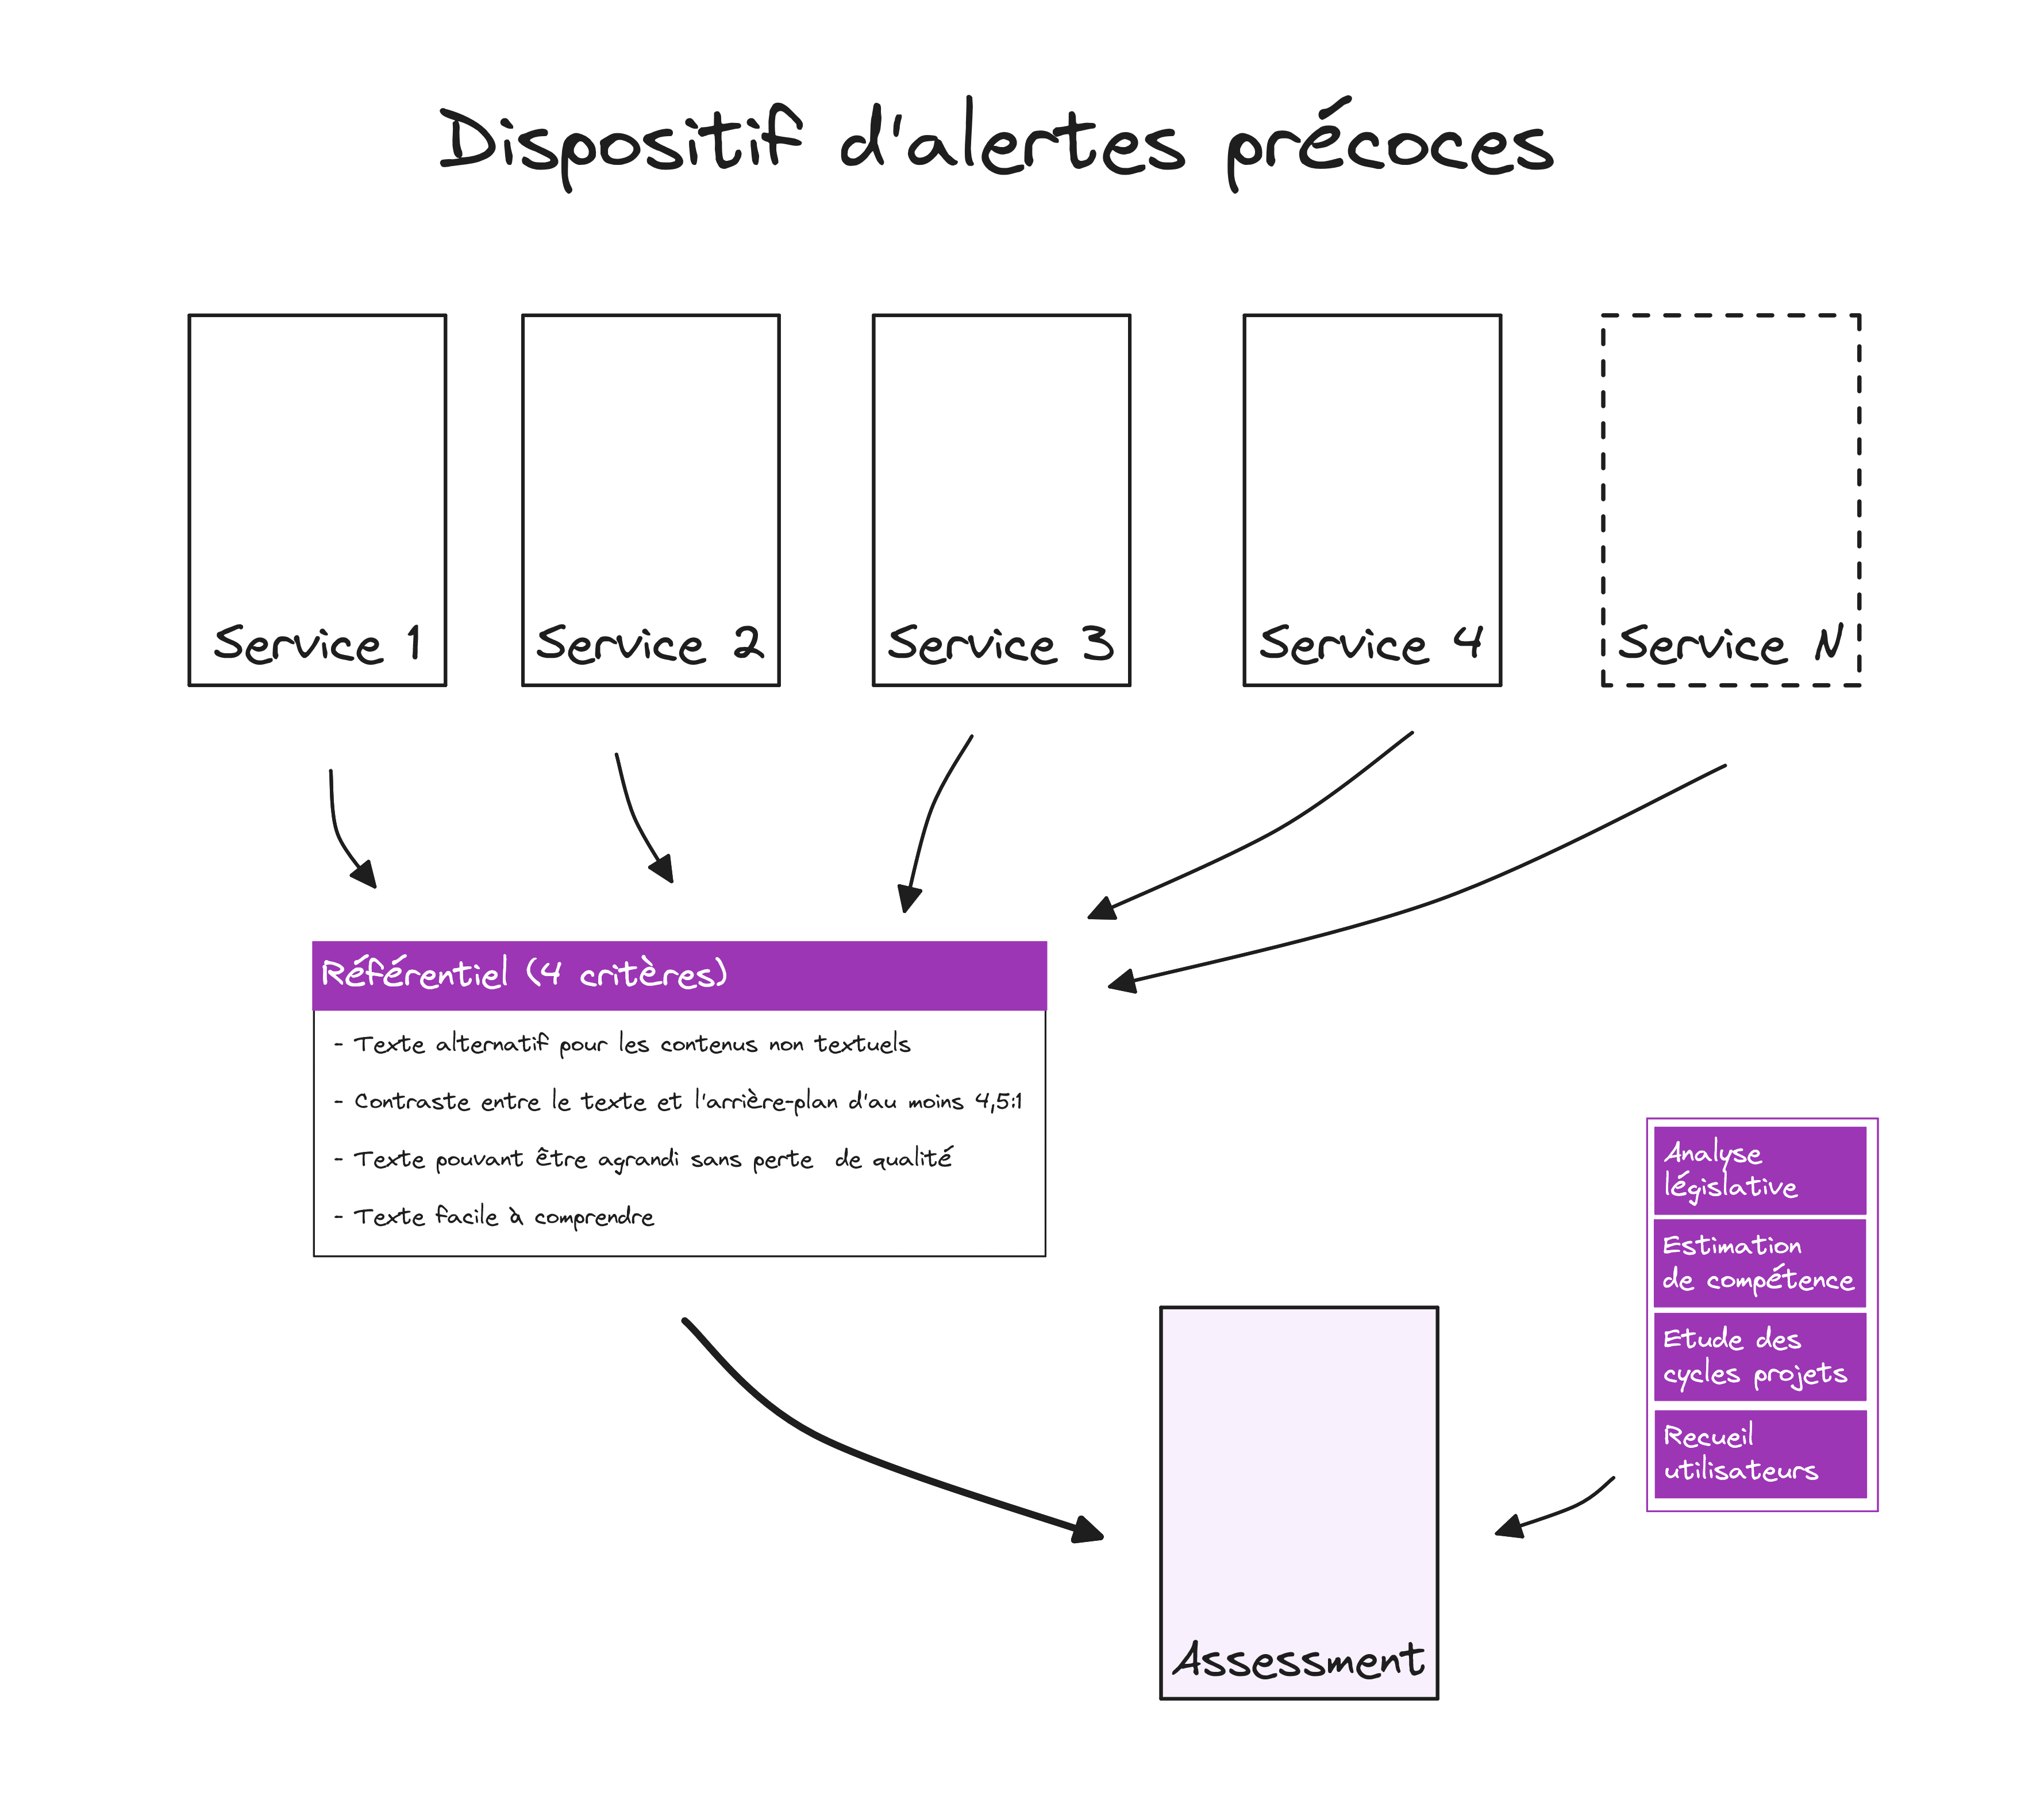 Dispositif d'alertes précoces
Service 1
Service 2
Service 3
Service 4
Service N
Référentiel (4 critères)
- Texte alternatif pour les contenus non textuels
- Contraste entre le texte et l'arrière-plan d'au moins 4,5:1
- Texte pouvant être agrandi sans perte de qualité
- Texte facile à comprendre
Analyse
législative
Estimation
de compétence
Etude des
cycles projets
Recueil
utilisateurs
Assessment